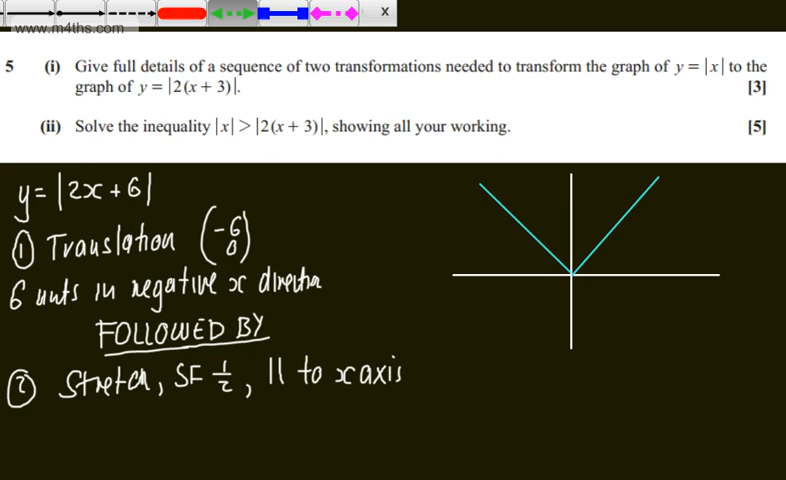 x
www.m4ths.com
5 (i) Give full details of a sequence of two transformations needed to transform the graph of y = |x| to the
graph of y = |2(x + 3)|. [3]
(ii) Solve the inequality |x| > |2(x + 3)|, showing all your working. [5]
y = |2x + 6|
① Translation (-6 0)
6 units in negative x direction
FOLLOWED BY
② Stretch, SF 1/2, || to x axis